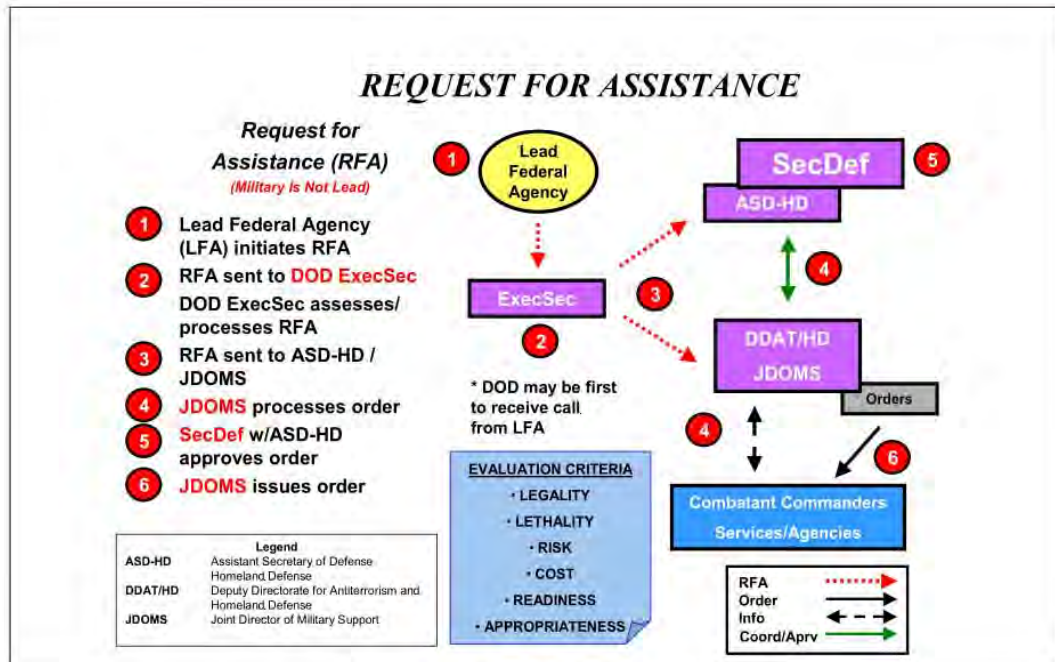 REQUEST FOR ASSISTANCE
Request for
Assistance (RFA)
(Military Is Not Lead)
1 Lead Federal Agency
(LFA) initiates RFA
2 RFA sent to DOD ExecSec
DOD ExecSec assesses/
processes RFA
3 RFA sent to ASD-HD /
JDOMS
4 JDOMS processes order
5 SecDef w/ASD-HD
approves order
6 JDOMS issues order
Legend
ASD-HD Assistant Secretary of Defense
Homeland Defense
DDAT/HD Deputy Directorate for Antiterrorism and
Homeland Defense
JDOMS Joint Director of Military Support
1
Lead
Federal
Agency
ExecSec
2
3
* DOD may be first
to receive call
from LFA
EVALUATION CRITERIA
• LEGALITY
• LETHALITY
• RISK
• COST
• READINESS
• APPROPRIATENESS
SecDef
5
ASD-HD
4
DDAT/HD
JDOMS
Orders
4
6
Combatant Commanders
Services/Agencies
RFA
Order
Info
Coord/Aprv